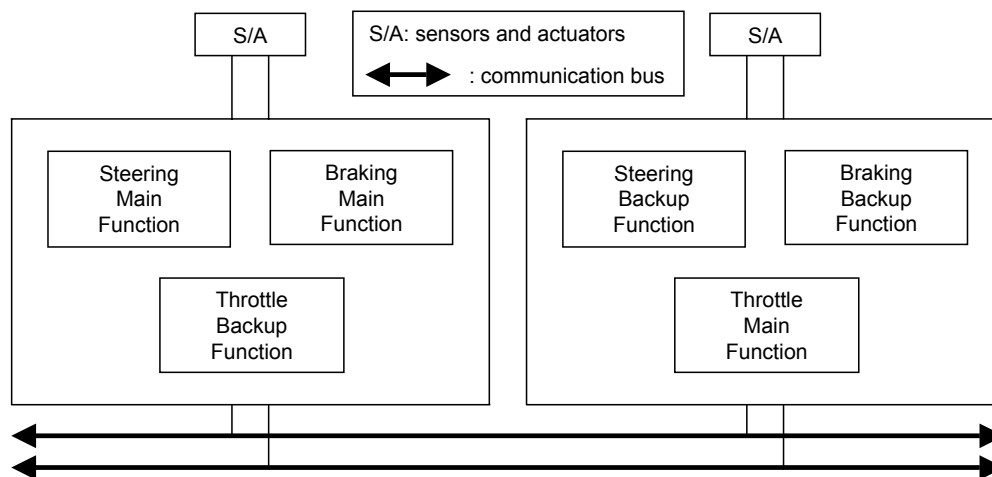 S/A
S/A: sensors and actuators
: communication bus
S/A
Steering
Main
Function
Braking
Main
Function
Throttle
Backup
Function
Steering
Backup
Function
Braking
Backup
Function
Throttle
Main
Function